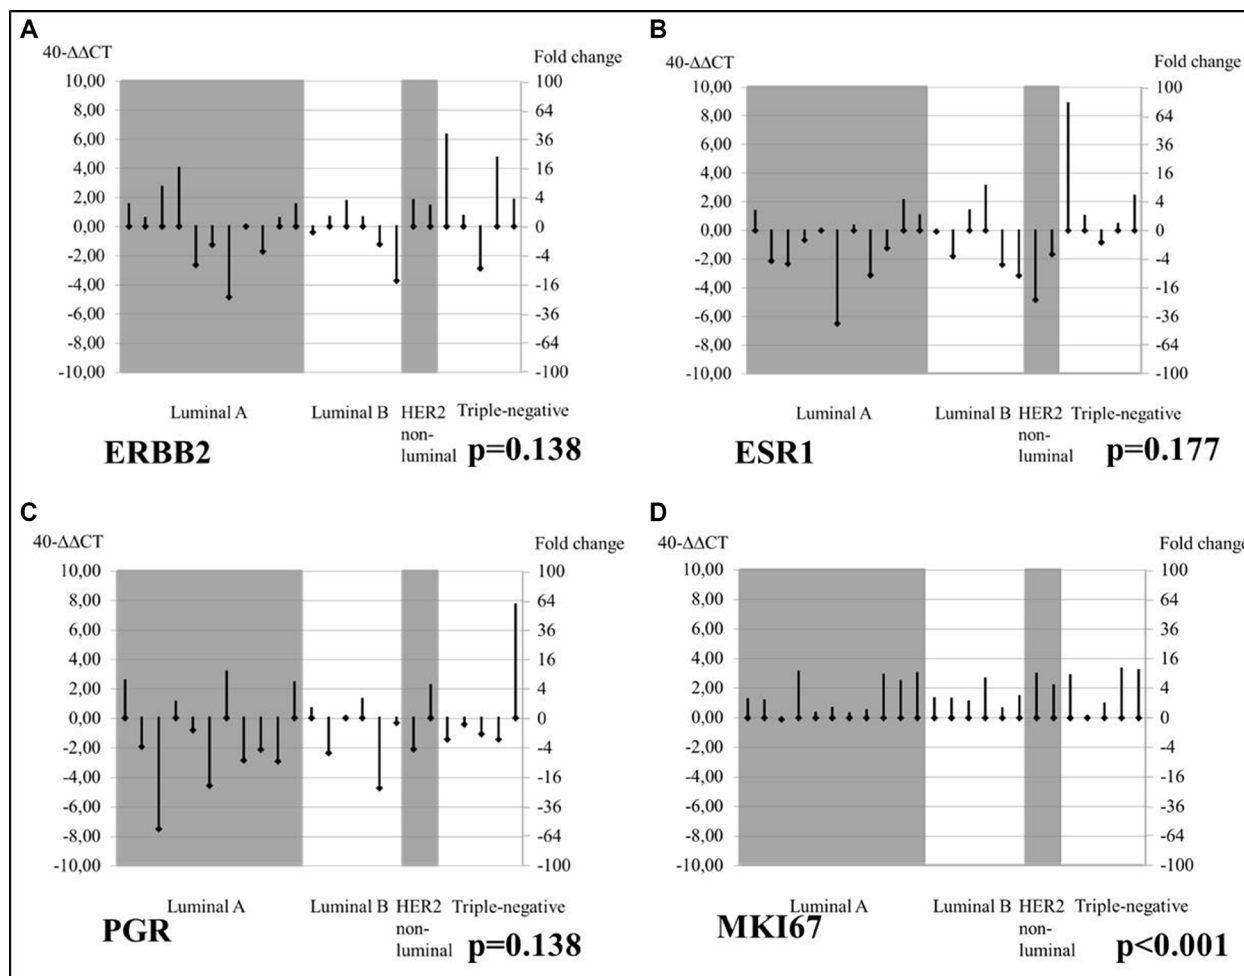 A
40-ΔΔCT
Fold change
10,00
8,00
6,00
4,00
2,00
0,00
-2,00
-4,00
-6,00
-8,00
-10,00
100
64
36
16
4
0
-4
-16
-36
-64
-100
Luminal A
Luminal B
HER2
non-
luminal
Triple-negative
ERBB2
p=0.138
B
40-ΔΔCT
Fold change
10,00
8,00
6,00
4,00
2,00
0,00
-2,00
-4,00
-6,00
-8,00
-10,00
100
64
36
16
4
0
-4
-16
-36
-64
-100
Luminal A
Luminal B
HER2
non-
luminal
Triple-negative
ESR1
p=0.177
C
40-ΔΔCT
Fold change
10,00
8,00
6,00
4,00
2,00
0,00
-2,00
-4,00
-6,00
-8,00
-10,00
100
64
36
16
4
0
-4
-16
-36
-64
-100
Luminal A
Luminal B
HER2
non-
luminal
Triple-negative
PGR
p=0.138
D
40-ΔΔCT
Fold change
10,00
8,00
6,00
4,00
2,00
0,00
-2,00
-4,00
-6,00
-8,00
-10,00
100
64
36
16
4
0
-4
-16
-36
-64
-100
Luminal A
Luminal B
HER2
non-
luminal
Triple-negative
MKI67
p<0.001